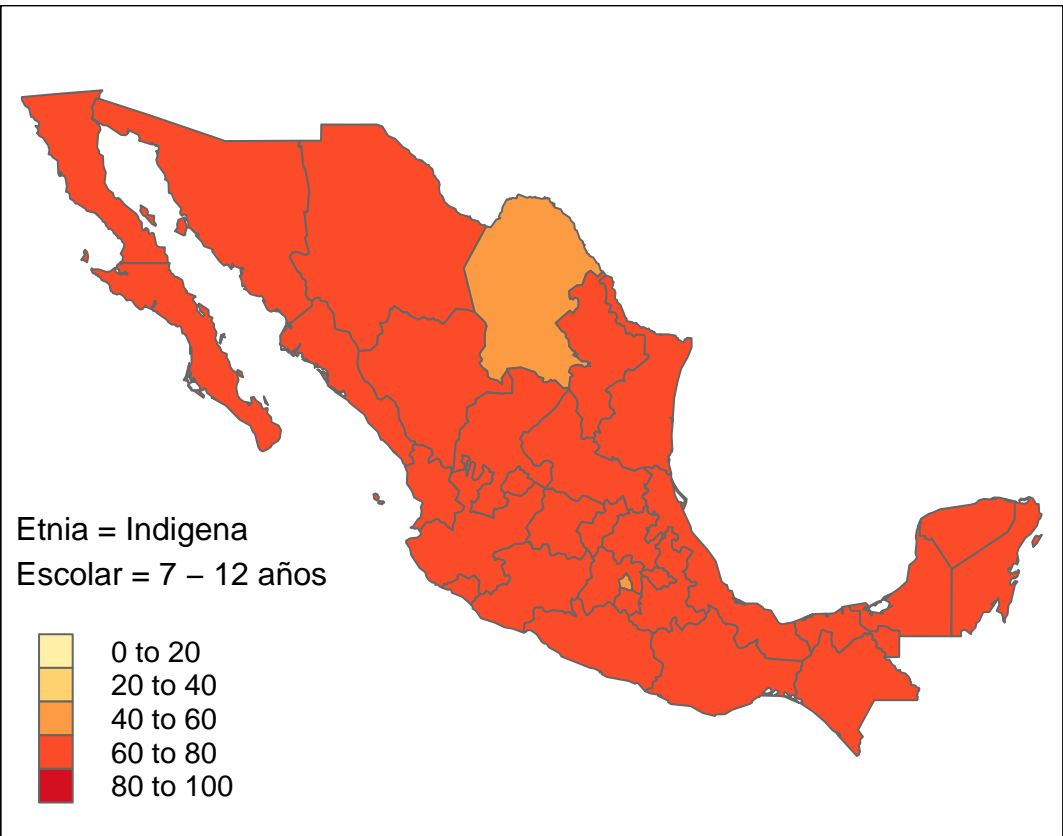 Etnia = Indigena
Escolar = 7 – 12 años
0 to 20
20 to 40
40 to 60
60 to 80
80 to 100